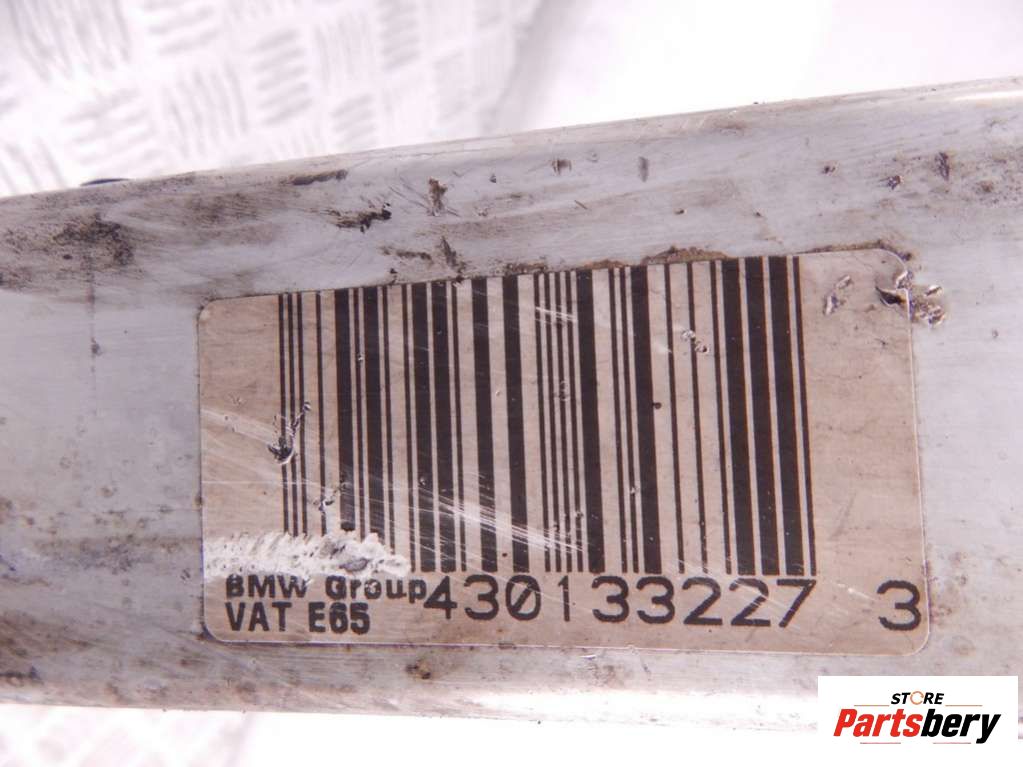 BMW Group 430133227 3
VAT E65
STORE
Partsbery